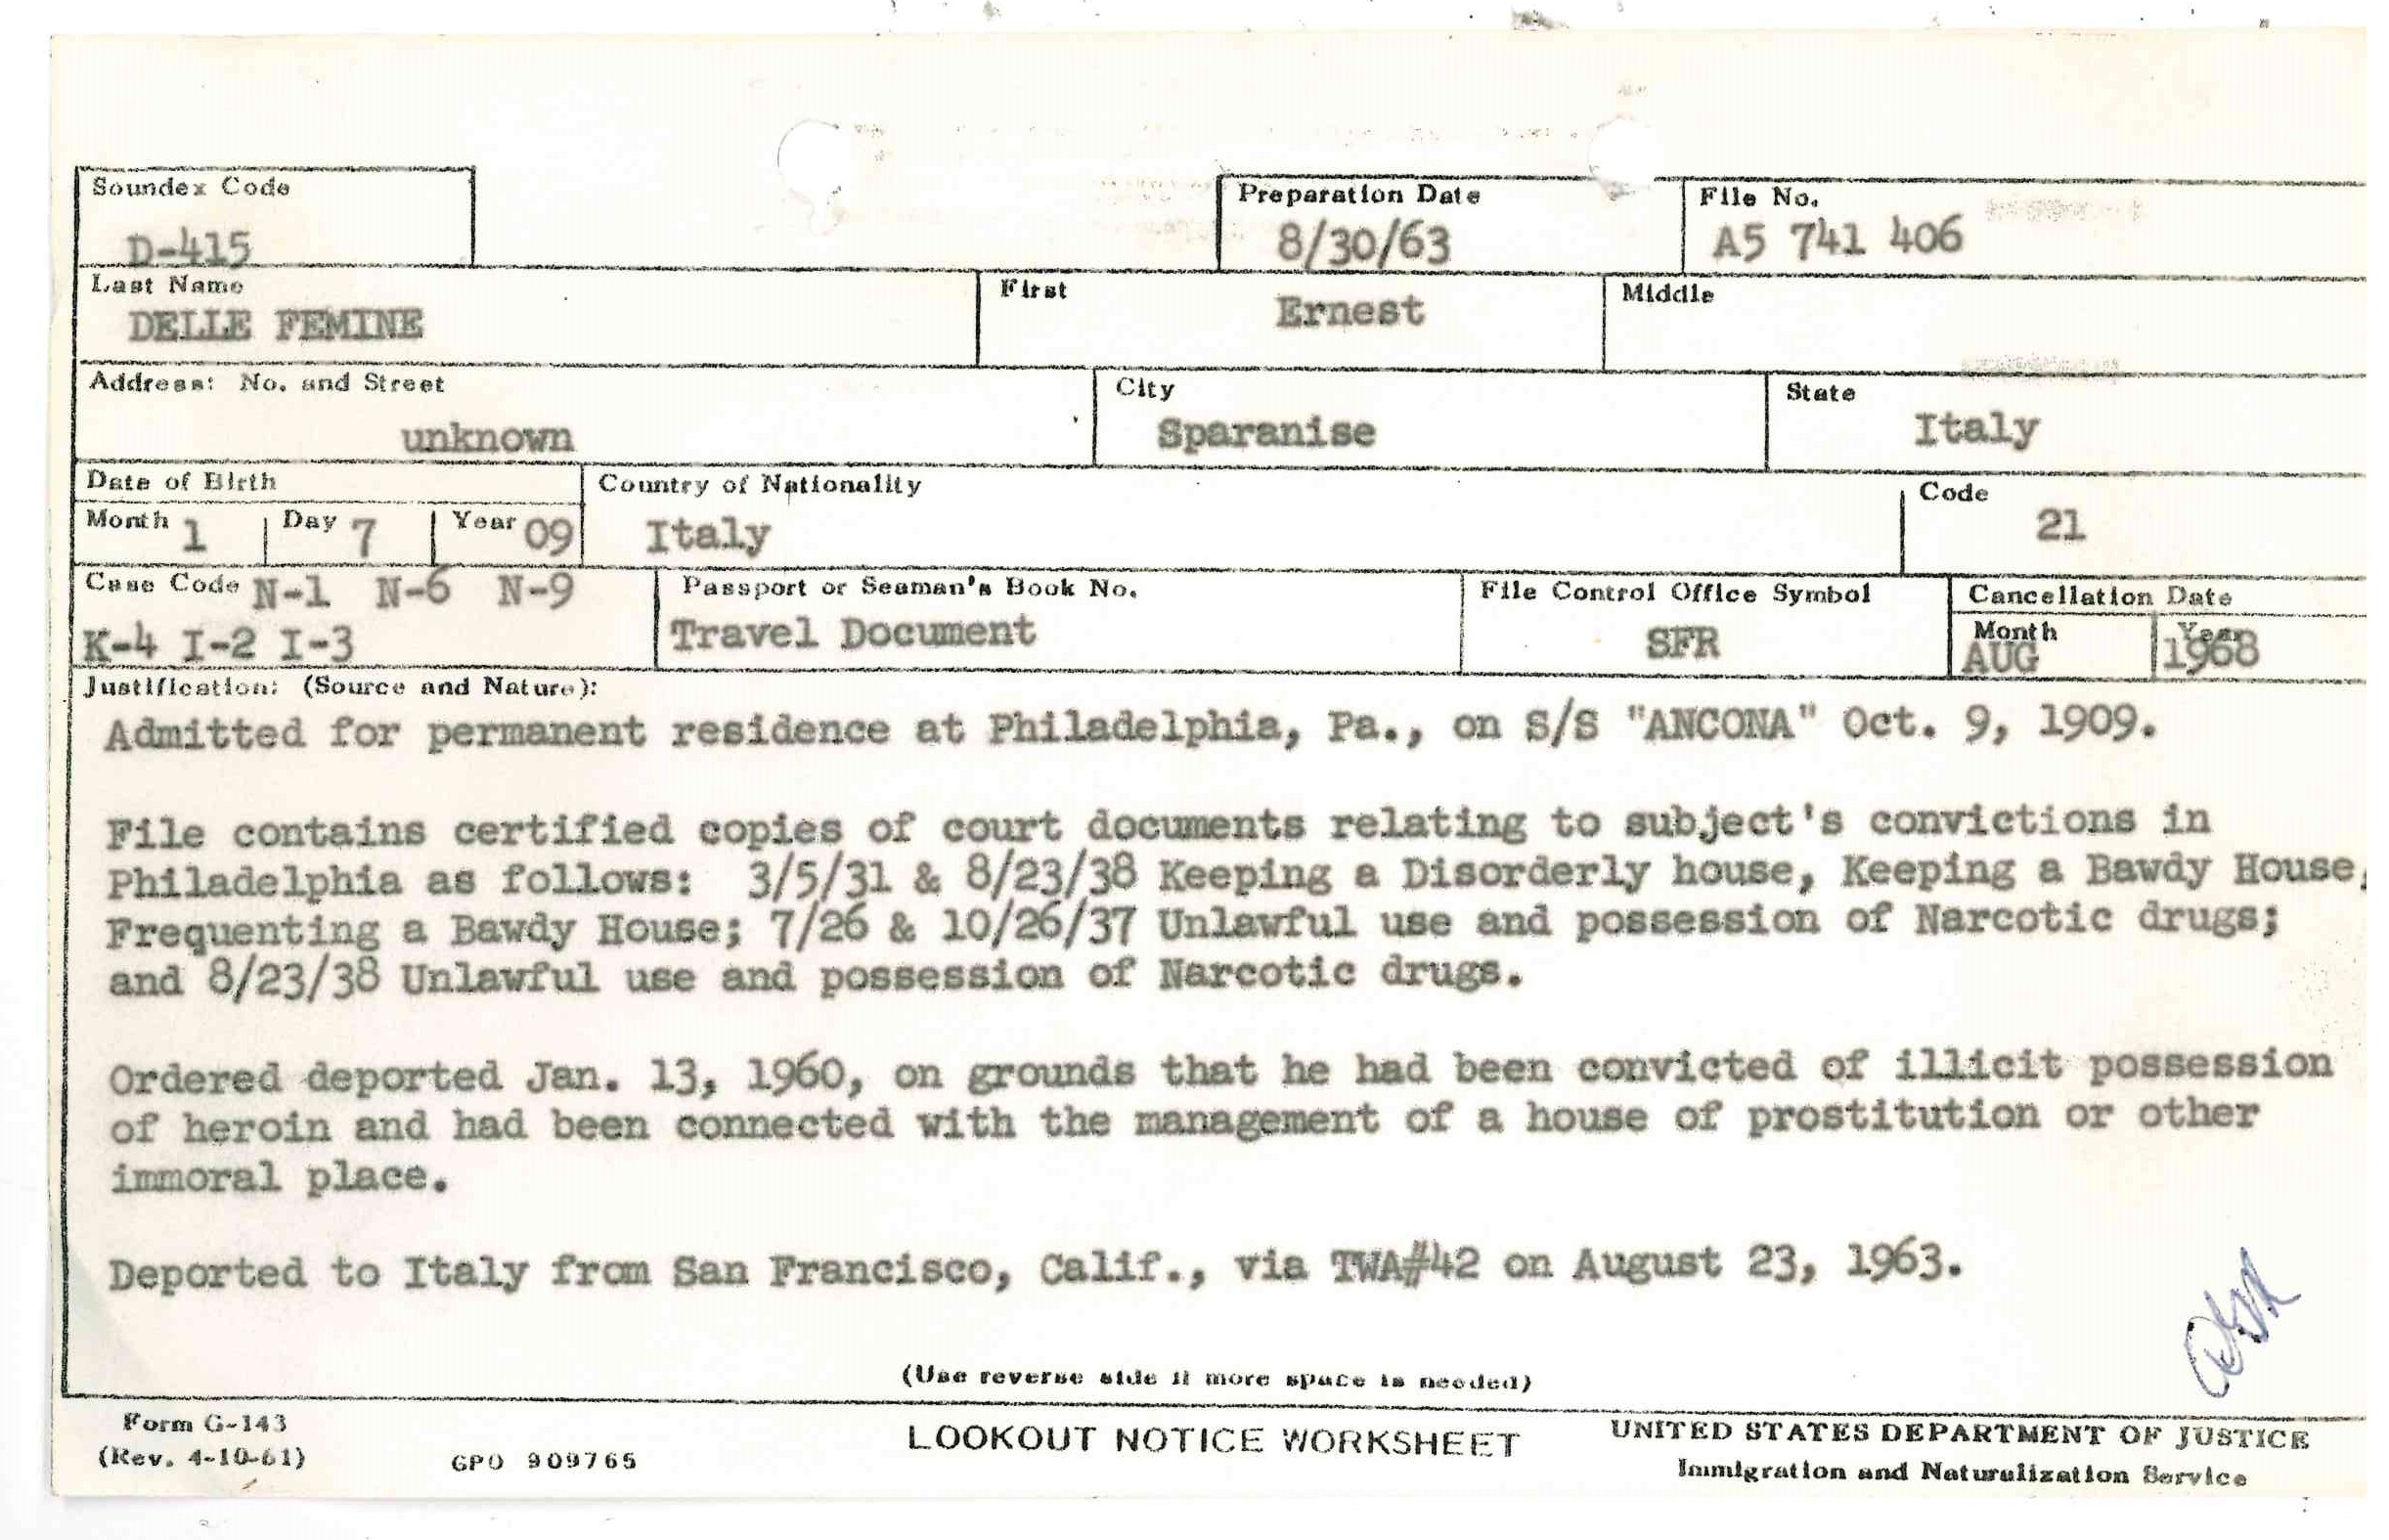 Soundex Code
D-415
Preparation Date
8/30/63
File No.
A5 741 406
Last Name
DELLE FEMINE
First
Ernest
Middle
Address: No. and Street
unknown
City
Sparanise
State
Italy
Date of Birth
Month 1 Day 7 Year 09
Country of Nationality
Italy
Code
21
Case Code N-1 N-6 N-9
K-4 I-2 I-3
Passport or Seaman's Book No.
Travel Document
File Control Office Symbol
SFR
Cancellation Date
Month Year
AUG 1968
Justification: (Source and Nature):
Admitted for permanent residence at Philadelphia, Pa., on S/S "ANCONA" Oct. 9, 1909.
File contains certified copies of court documents relating to subject's convictions in
Philadelphia as follows: 3/5/31 & 8/23/38 Keeping a Disorderly house, Keeping a Bawdy House,
Frequenting a Bawdy House; 7/26 & 10/26/37 Unlawful use and possession of Narcotic drugs;
and 8/23/38 Unlawful use and possession of Narcotic drugs.
Ordered deported Jan. 13, 1960, on grounds that he had been convicted of illicit possession
of heroin and had been connected with the management of a house of prostitution or other
immoral place.
Deported to Italy from San Francisco, Calif., via TWA#42 on August 23, 1963.
(Use reverse side if more space is needed)
Form G-143
(Rev. 4-10-61)
GPO 909765
LOOKOUT NOTICE WORKSHEET
UNITED STATES DEPARTMENT OF JUSTICE
Immigration and Naturalization Service